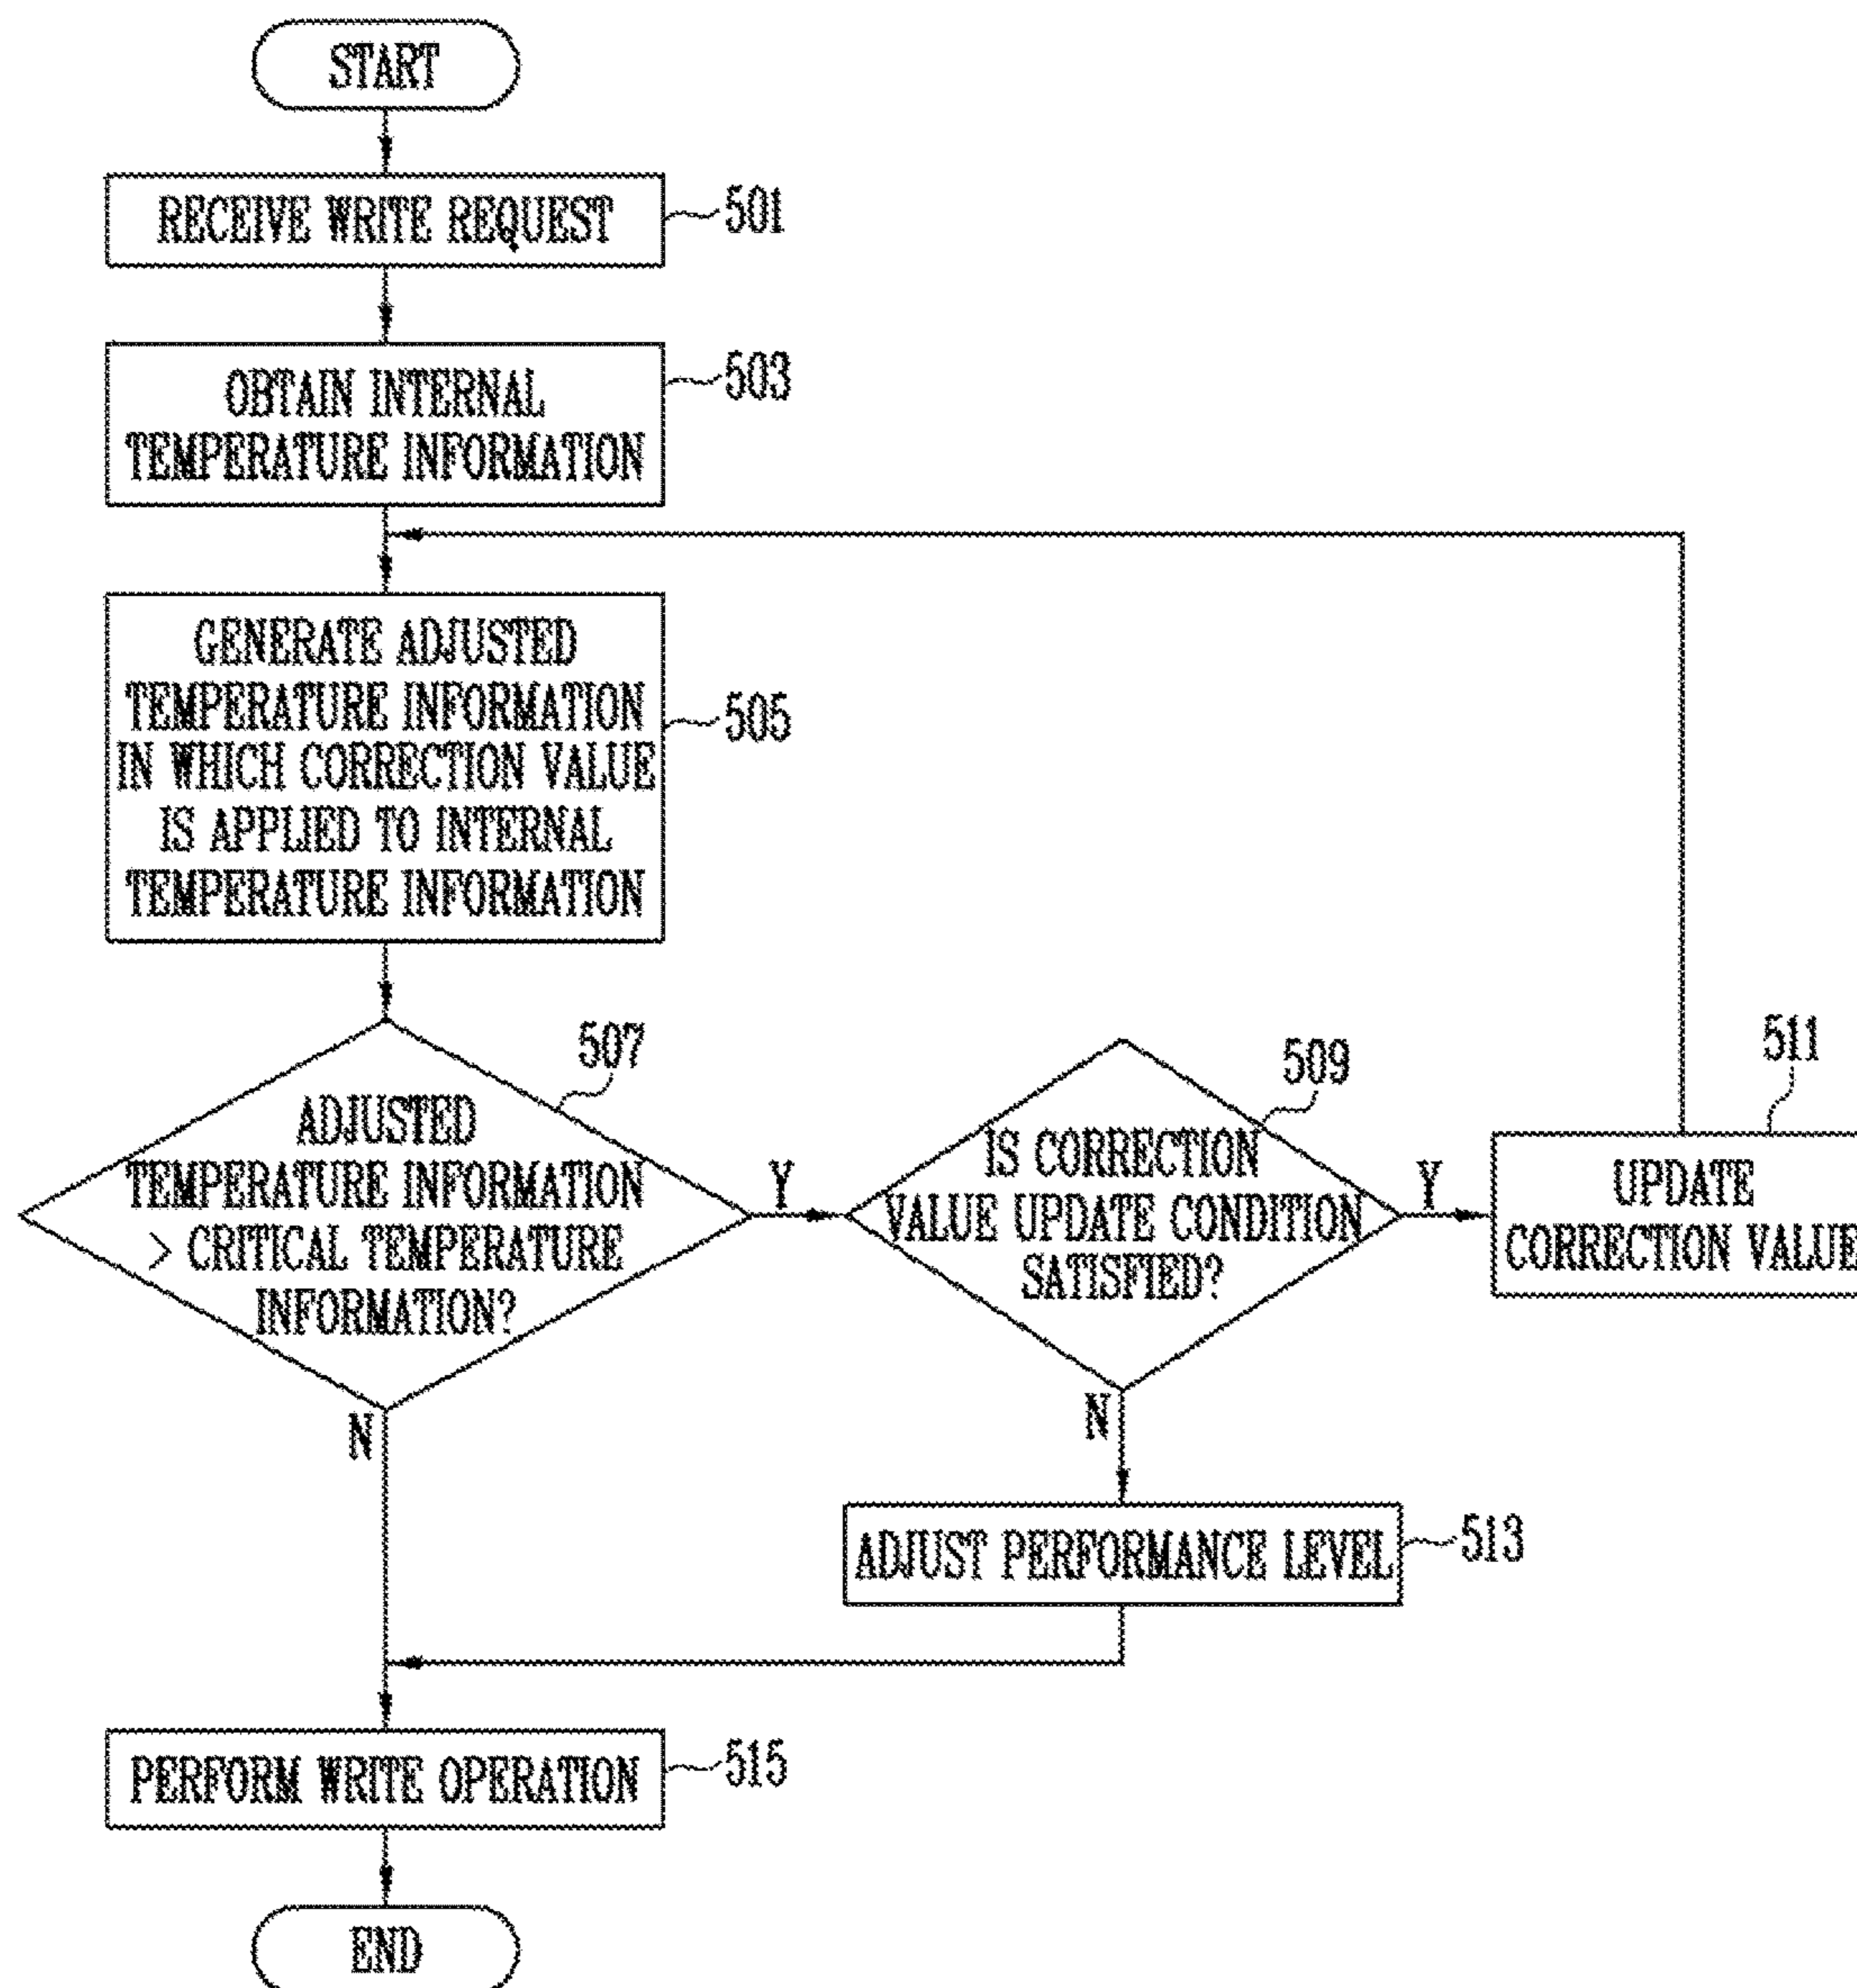 START
RECEIVE WRITE REQUEST
501
OBTAIN INTERNAL
TEMPERATURE INFORMATION
503
GENERATE ADJUSTED
TEMPERATURE INFORMATION
IN WHICH CORRECTION VALUE
IS APPLIED TO INTERNAL
TEMPERATURE INFORMATION
505
507
ADJUSTED
TEMPERATURE INFORMATION
> CRITICAL TEMPERATURE
INFORMATION?
Y
N
509
IS CORRECTION
VALUE UPDATE CONDITION
SATISFIED?
Y
N
511
UPDATE
CORRECTION VALUE
ADJUST PERFORMANCE LEVEL
513
PERFORM WRITE OPERATION
515
END